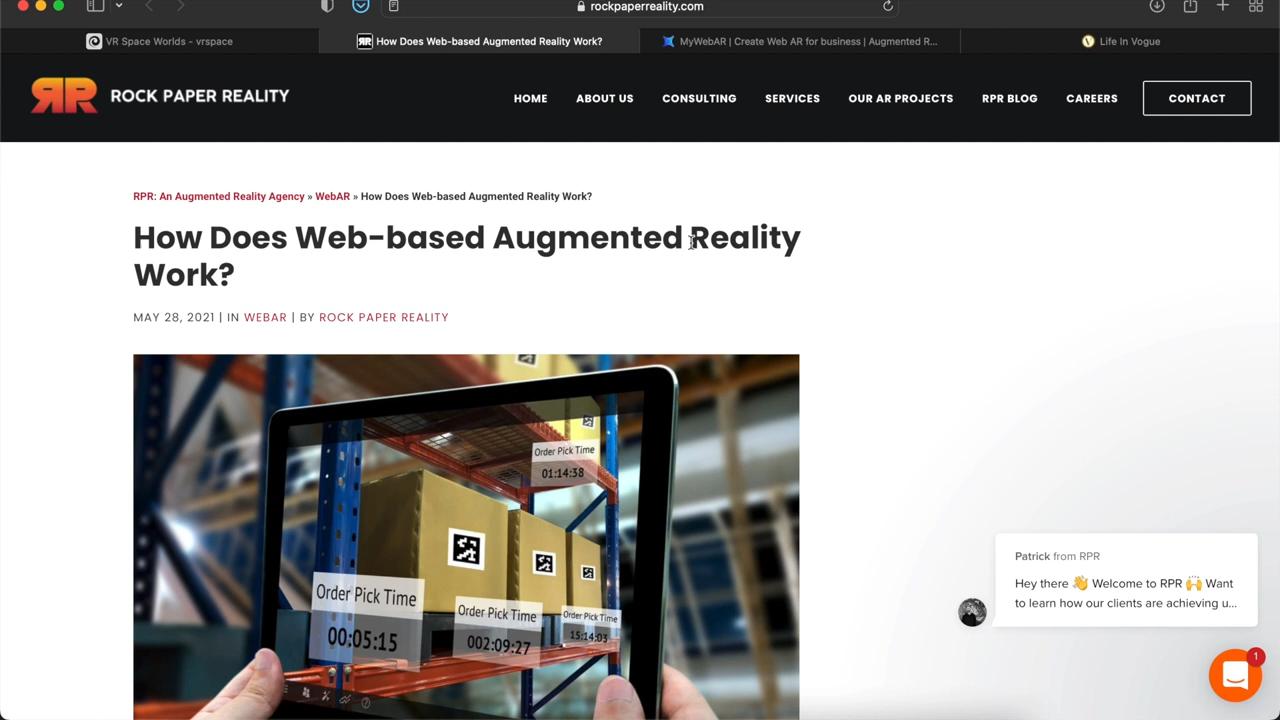 rockpaperreality.com
VR Space Worlds - vrspace
How Does Web-based Augmented Reality Work?
MyWebAR | Create Web AR for business | Augmented R...
Life In Vogue
RR ROCK PAPER REALITY
HOME
ABOUT US
CONSULTING
SERVICES
OUR AR PROJECTS
RPR BLOG
CAREERS
CONTACT
RPR: An Augmented Reality Agency » WebAR » How Does Web-based Augmented Reality Work?
How Does Web-based Augmented Reality
Work?
MAY 28, 2021 | IN WEBAR | BY ROCK PAPER REALITY
Order Pick Time
01:14:38
Order Pick Time
00:05:15
Order Pick Time
002:09:27
Order Pick Time
15:14:03
Patrick from RPR
Hey there 👋 Welcome to RPR 🙌 Want
to learn how our clients are achieving u...
1